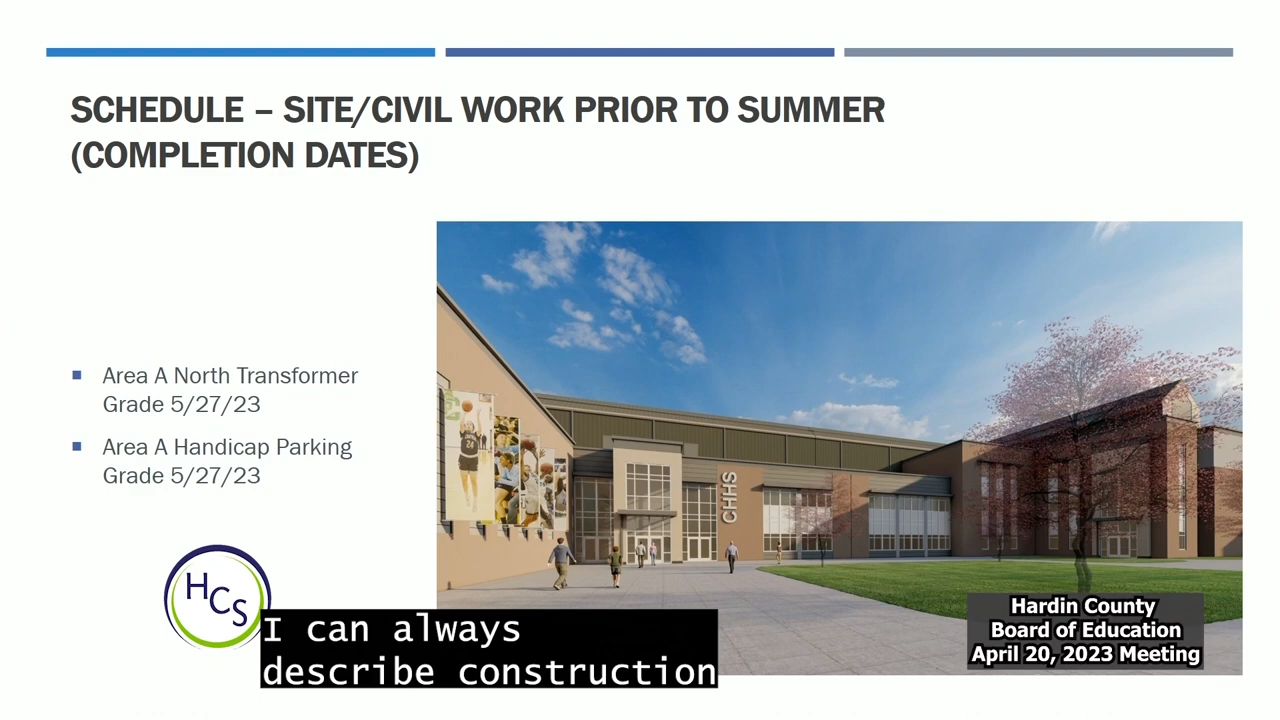 SCHEDULE – SITE/CIVIL WORK PRIOR TO SUMMER
(COMPLETION DATES)
Area A North Transformer
Grade 5/27/23
Area A Handicap Parking
Grade 5/27/23
24
CHHS
HCS
I can always
describe construction
Hardin County
Board of Education
April 20, 2023 Meeting